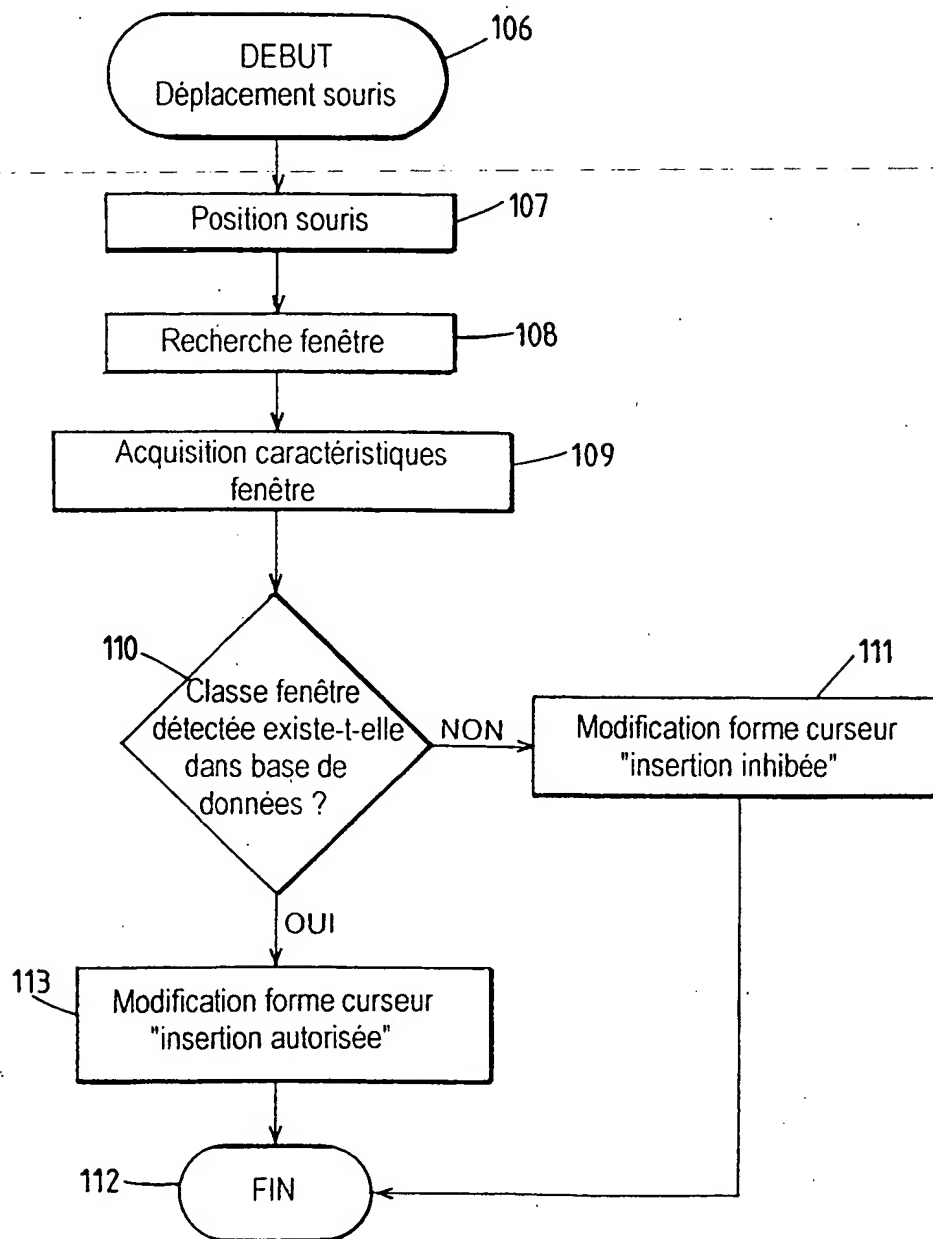 106
DEBUT
Déplacement souris
107
Position souris
108
Recherche fenêtre
109
Acquisition caractéristiques
fenêtre
110
111
Classe fenêtre
détectée existe-t-elle
dans base de
données ?
NON
Modification forme curseur
"insertion inhibée"
OUI
113
Modification forme curseur
"insertion autorisée"
112
FIN